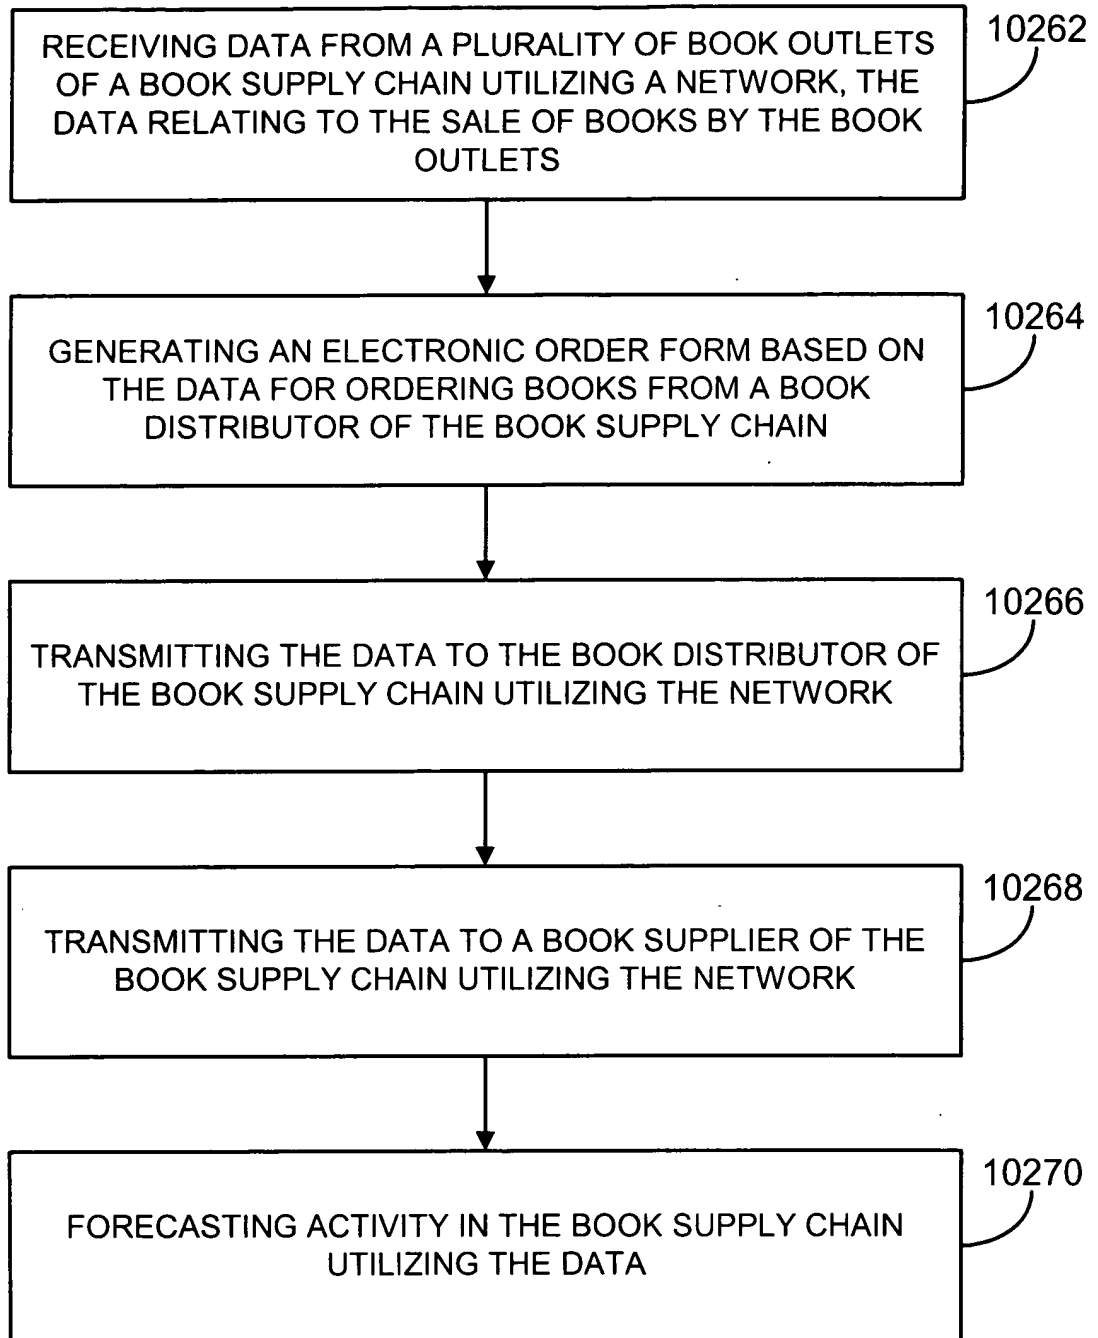 RECEIVING DATA FROM A PLURALITY OF BOOK OUTLETS
OF A BOOK SUPPLY CHAIN UTILIZING A NETWORK, THE
DATA RELATING TO THE SALE OF BOOKS BY THE BOOK
OUTLETS
10262
GENERATING AN ELECTRONIC ORDER FORM BASED ON
THE DATA FOR ORDERING BOOKS FROM A BOOK
DISTRIBUTOR OF THE BOOK SUPPLY CHAIN
10264
TRANSMITTING THE DATA TO THE BOOK DISTRIBUTOR OF
THE BOOK SUPPLY CHAIN UTILIZING THE NETWORK
10266
TRANSMITTING THE DATA TO A BOOK SUPPLIER OF THE
BOOK SUPPLY CHAIN UTILIZING THE NETWORK
10268
FORECASTING ACTIVITY IN THE BOOK SUPPLY CHAIN
UTILIZING THE DATA
10270